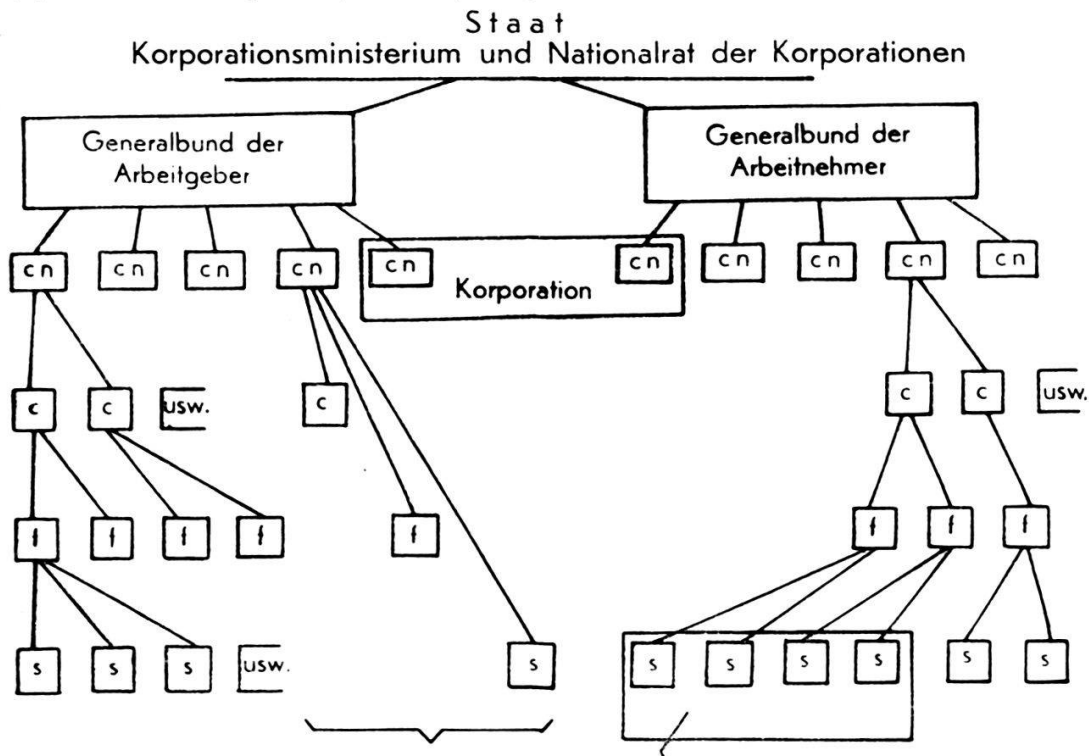 Staat
Korporationsministerium und Nationalrat der Korporationen
Generalbund der
Arbeitgeber
Generalbund der
Arbeitnehmer
cn cn cn cn cn cn cn cn cn cn
Korporation
c c usw. c c c usw.
f f f f f f f f
s s s usw. s s s s s s s